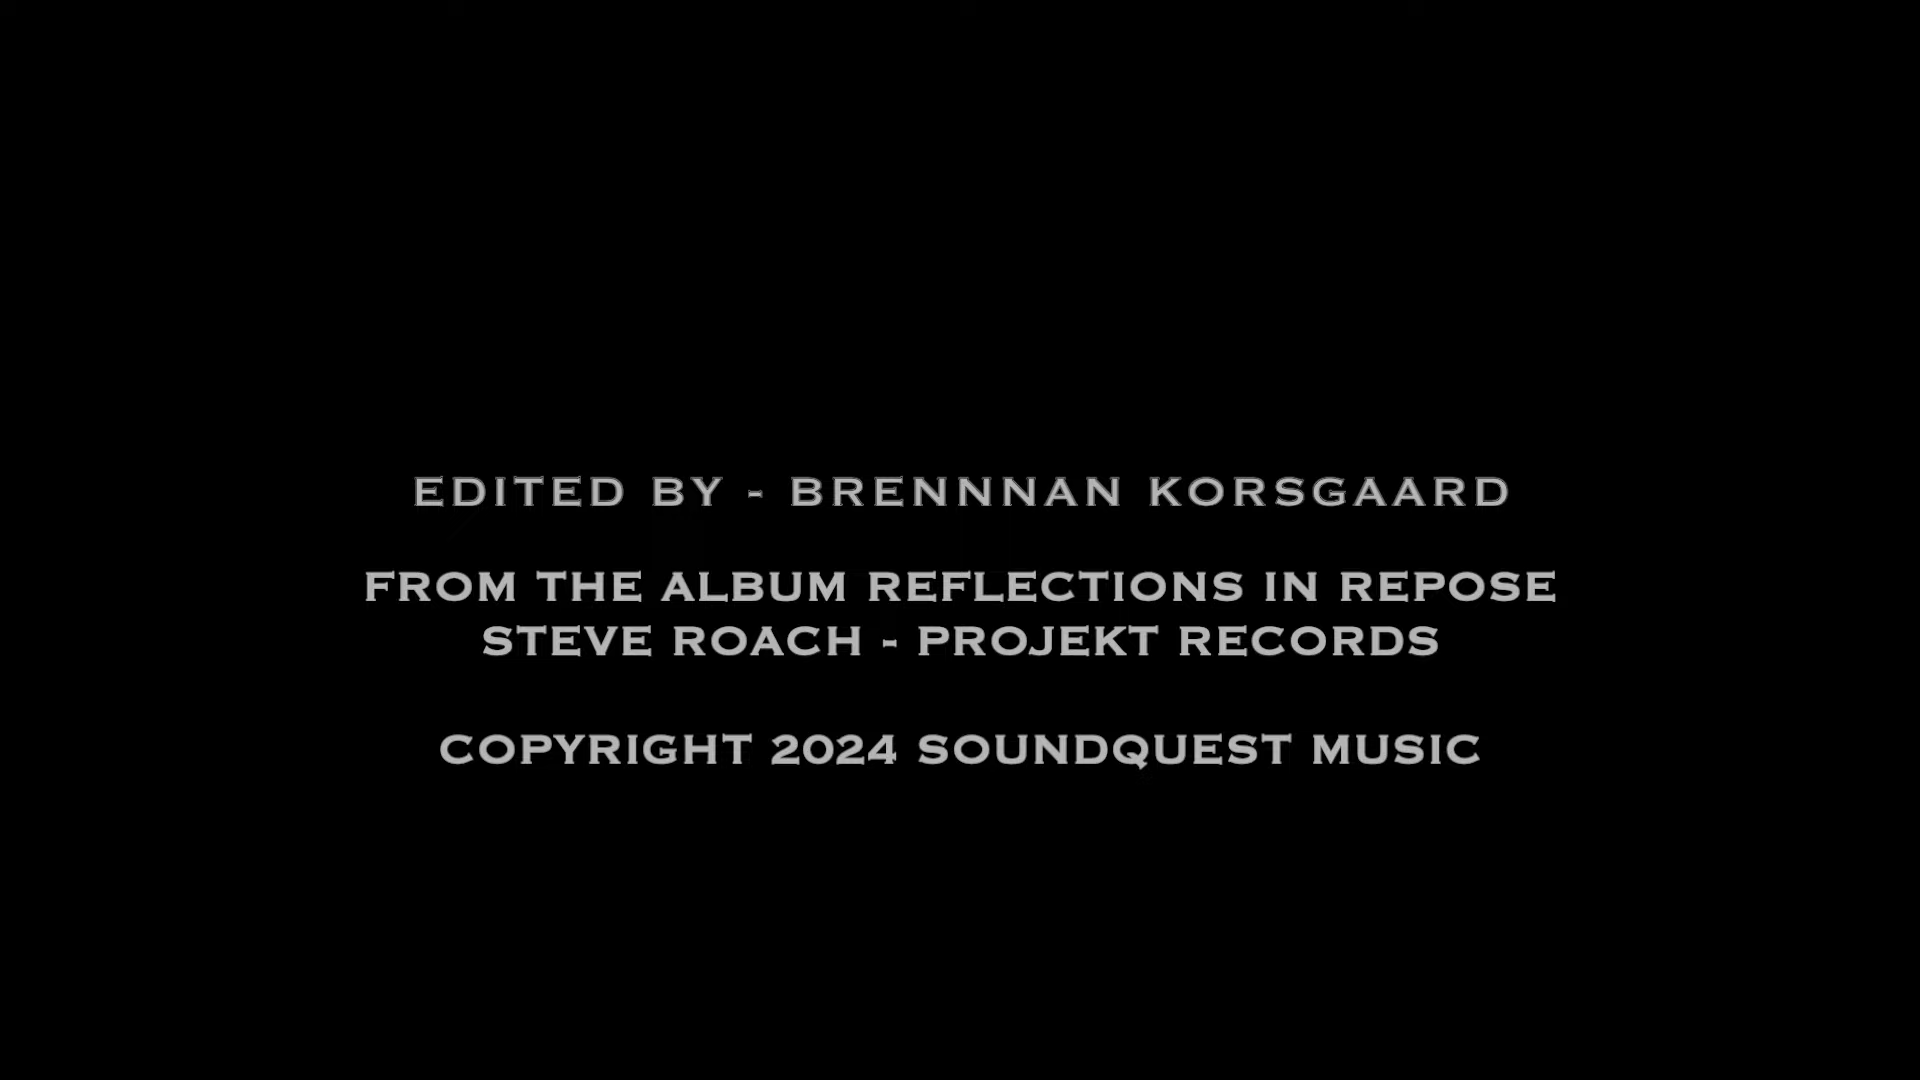 EDITED BY - BRENNNAN KORSGAARD
FROM THE ALBUM REFLECTIONS IN REPOSE
STEVE ROACH - PROJEKT RECORDS
COPYRIGHT 2024 SOUNDQUEST MUSIC